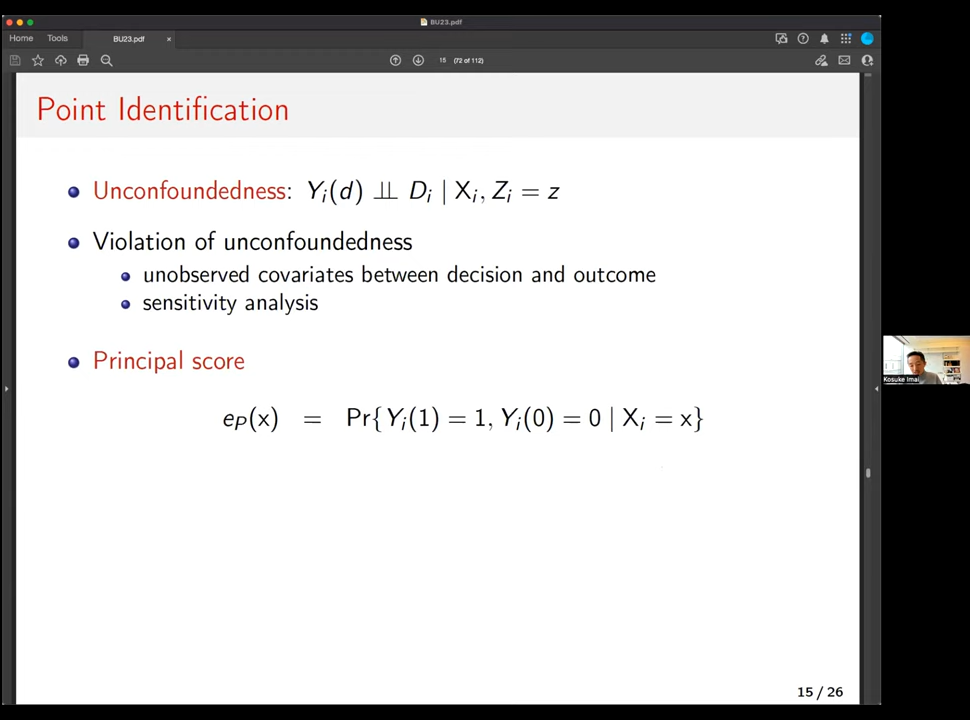 BU23.pdf
Home Tools BU23.pdf ×
15 (72 of 112)
Point Identification
Unconfoundedness: Yᵢ(d) ⫫ Dᵢ | Xᵢ, Zᵢ = z
Violation of unconfoundedness
unobserved covariates between decision and outcome
sensitivity analysis
Kosuke Imai
Principal score
e_P(x) = Pr{Yᵢ(1) = 1, Yᵢ(0) = 0 | Xᵢ = x}
15 / 26